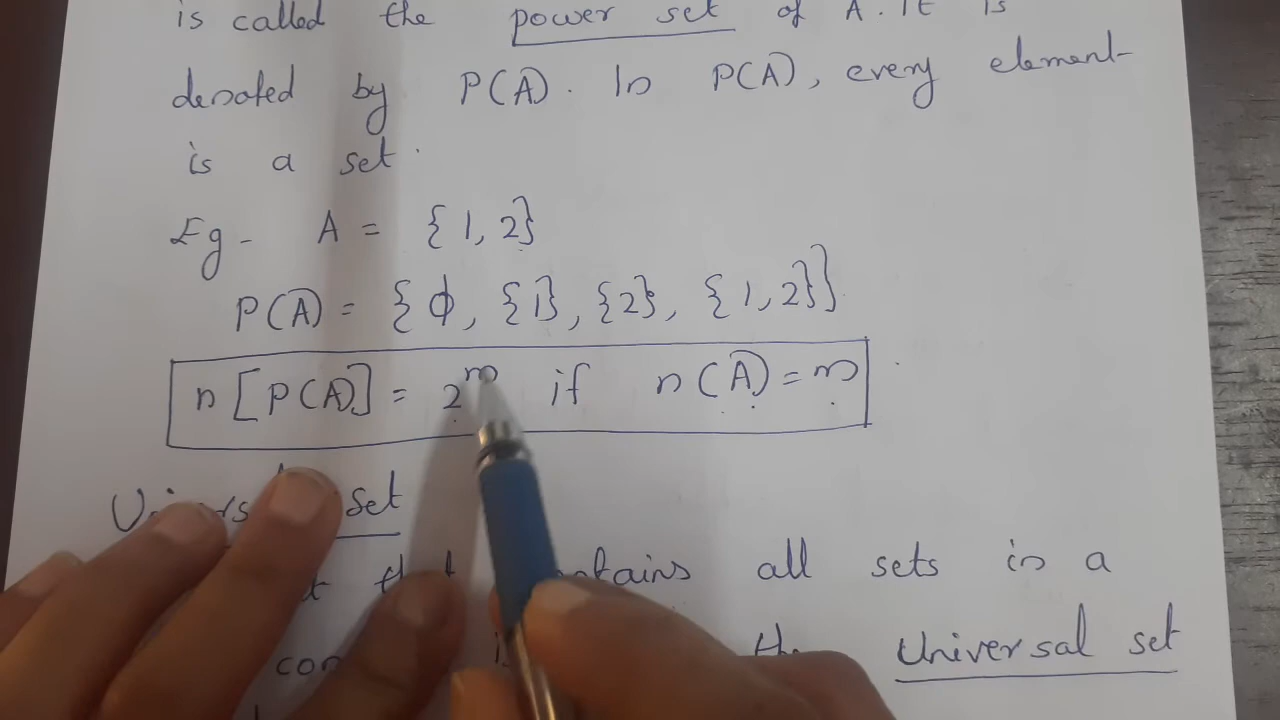 is called the power set of A. It is
denoted by P(A). In P(A), every element
is a set.
Eg- A = {1, 2}
P(A) = {ϕ, {1}, {2}, {1, 2}}
n[P(A)] = 2^m if n(A) = m
set
all sets in a
Universal set